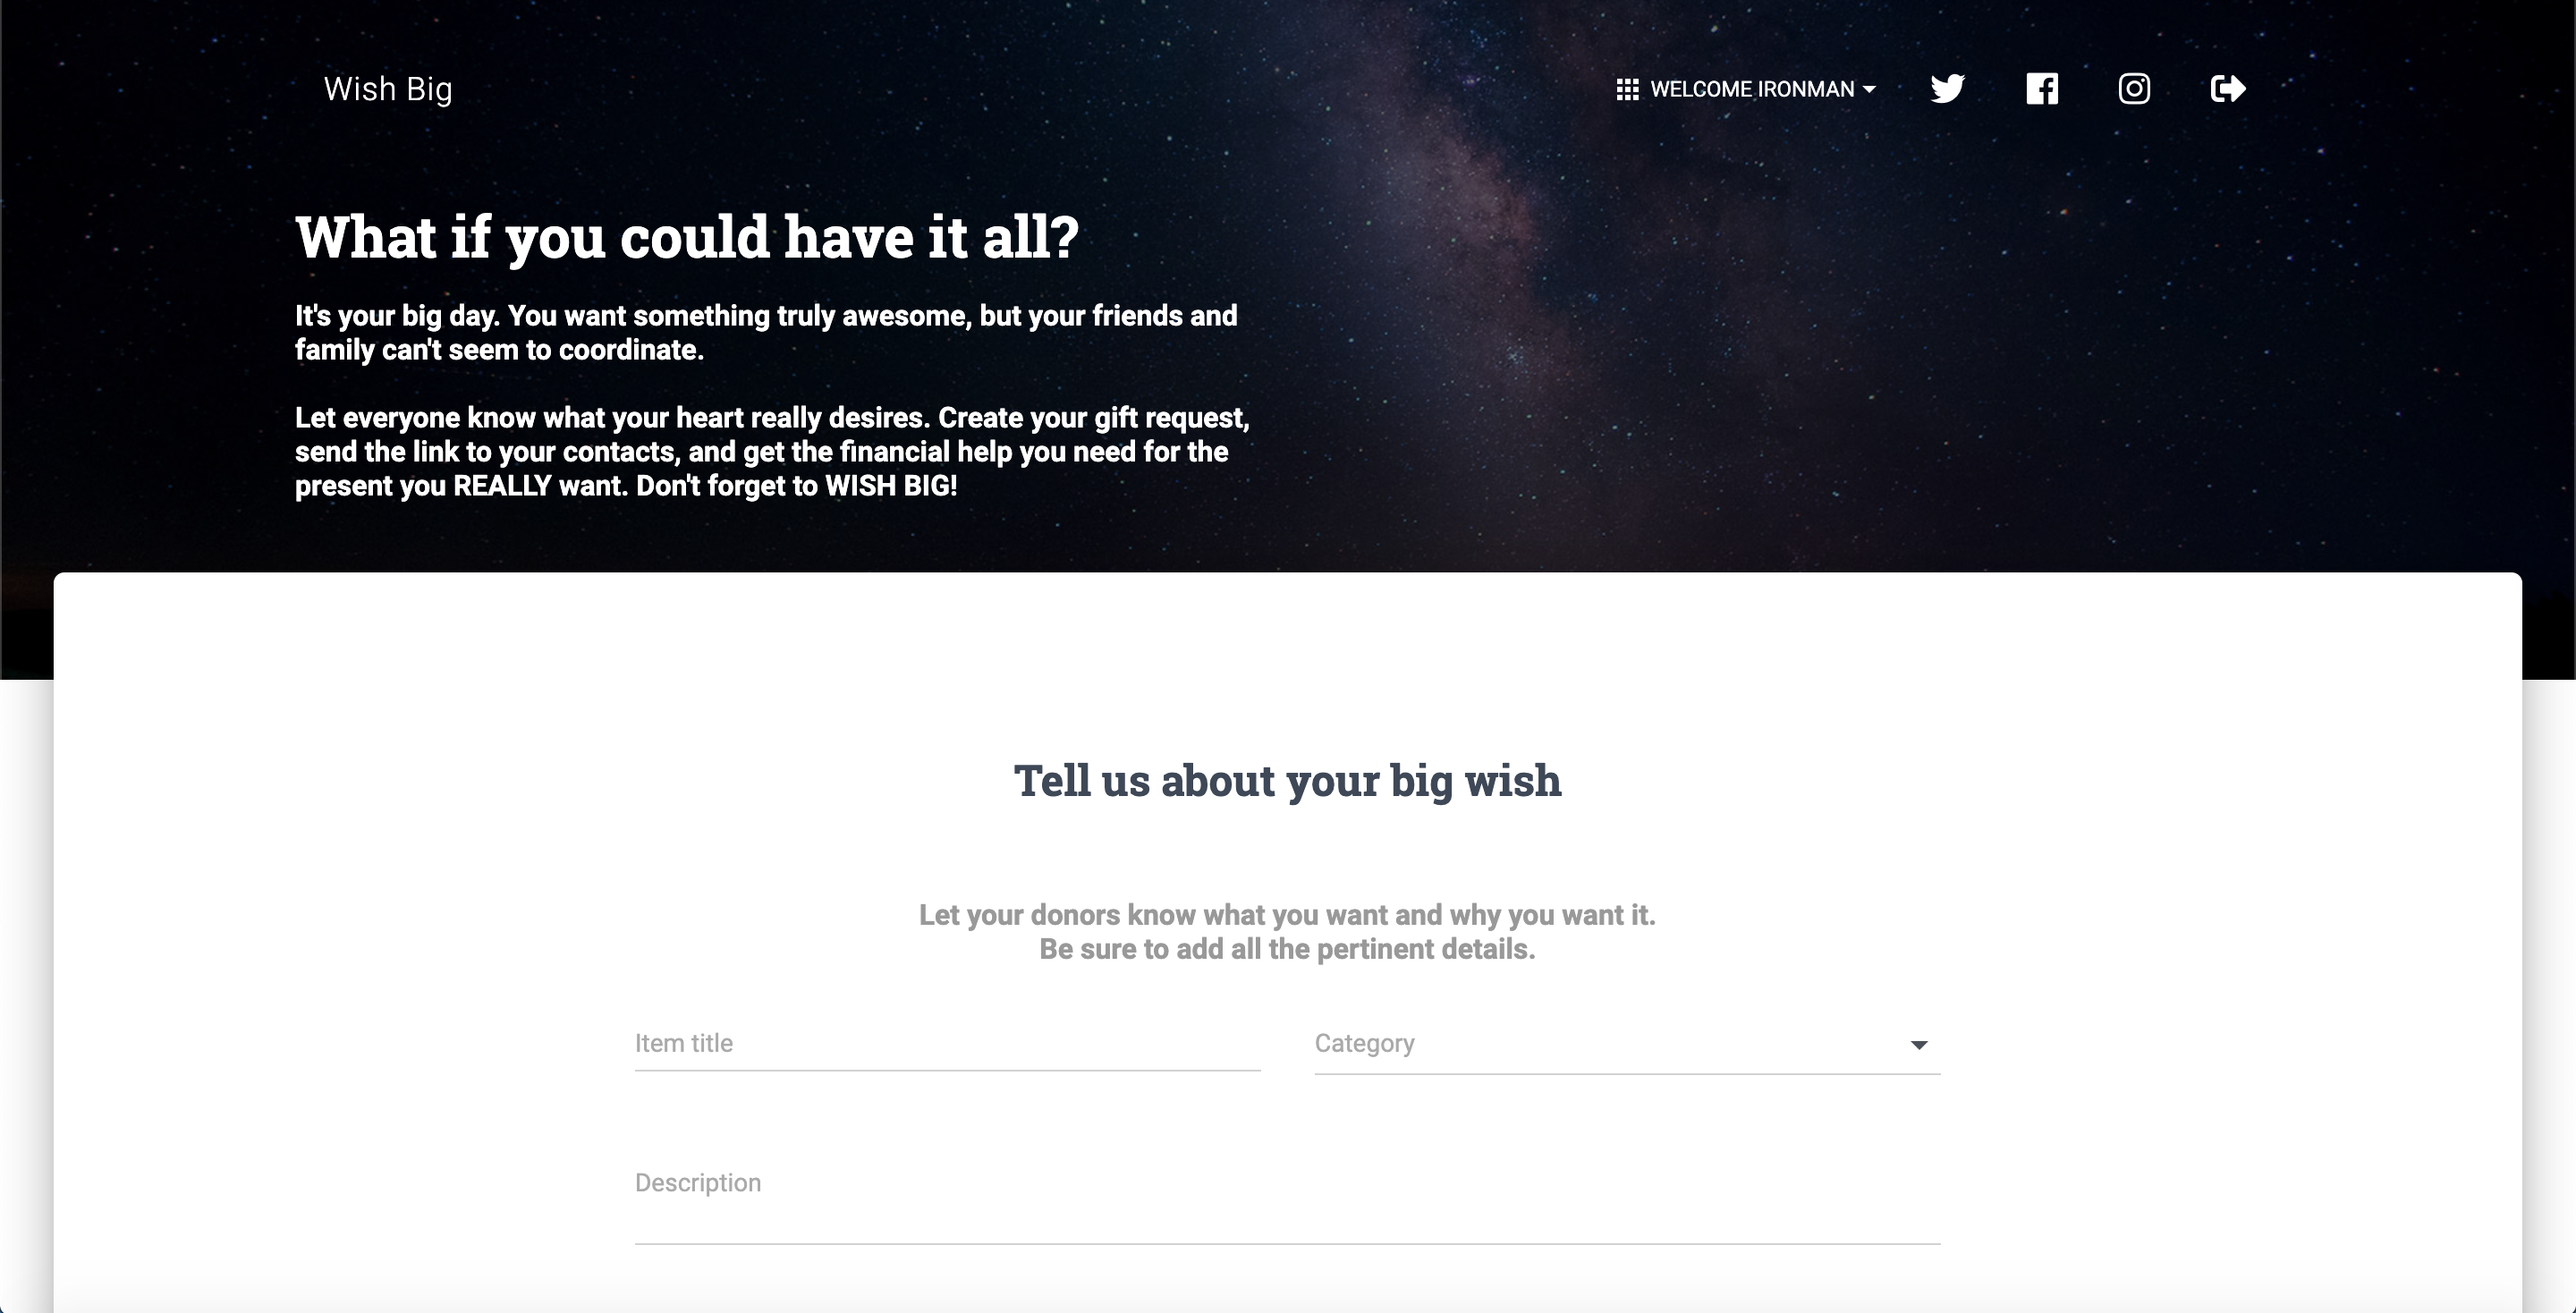 Wish Big
WELCOME IRONMAN
What if you could have it all?
It's your big day. You want something truly awesome, but your friends and
family can't seem to coordinate.
Let everyone know what your heart really desires. Create your gift request,
send the link to your contacts, and get the financial help you need for the
present you REALLY want. Don't forget to WISH BIG!
Tell us about your big wish
Let your donors know what you want and why you want it.
Be sure to add all the pertinent details.
Item title
Category
Description